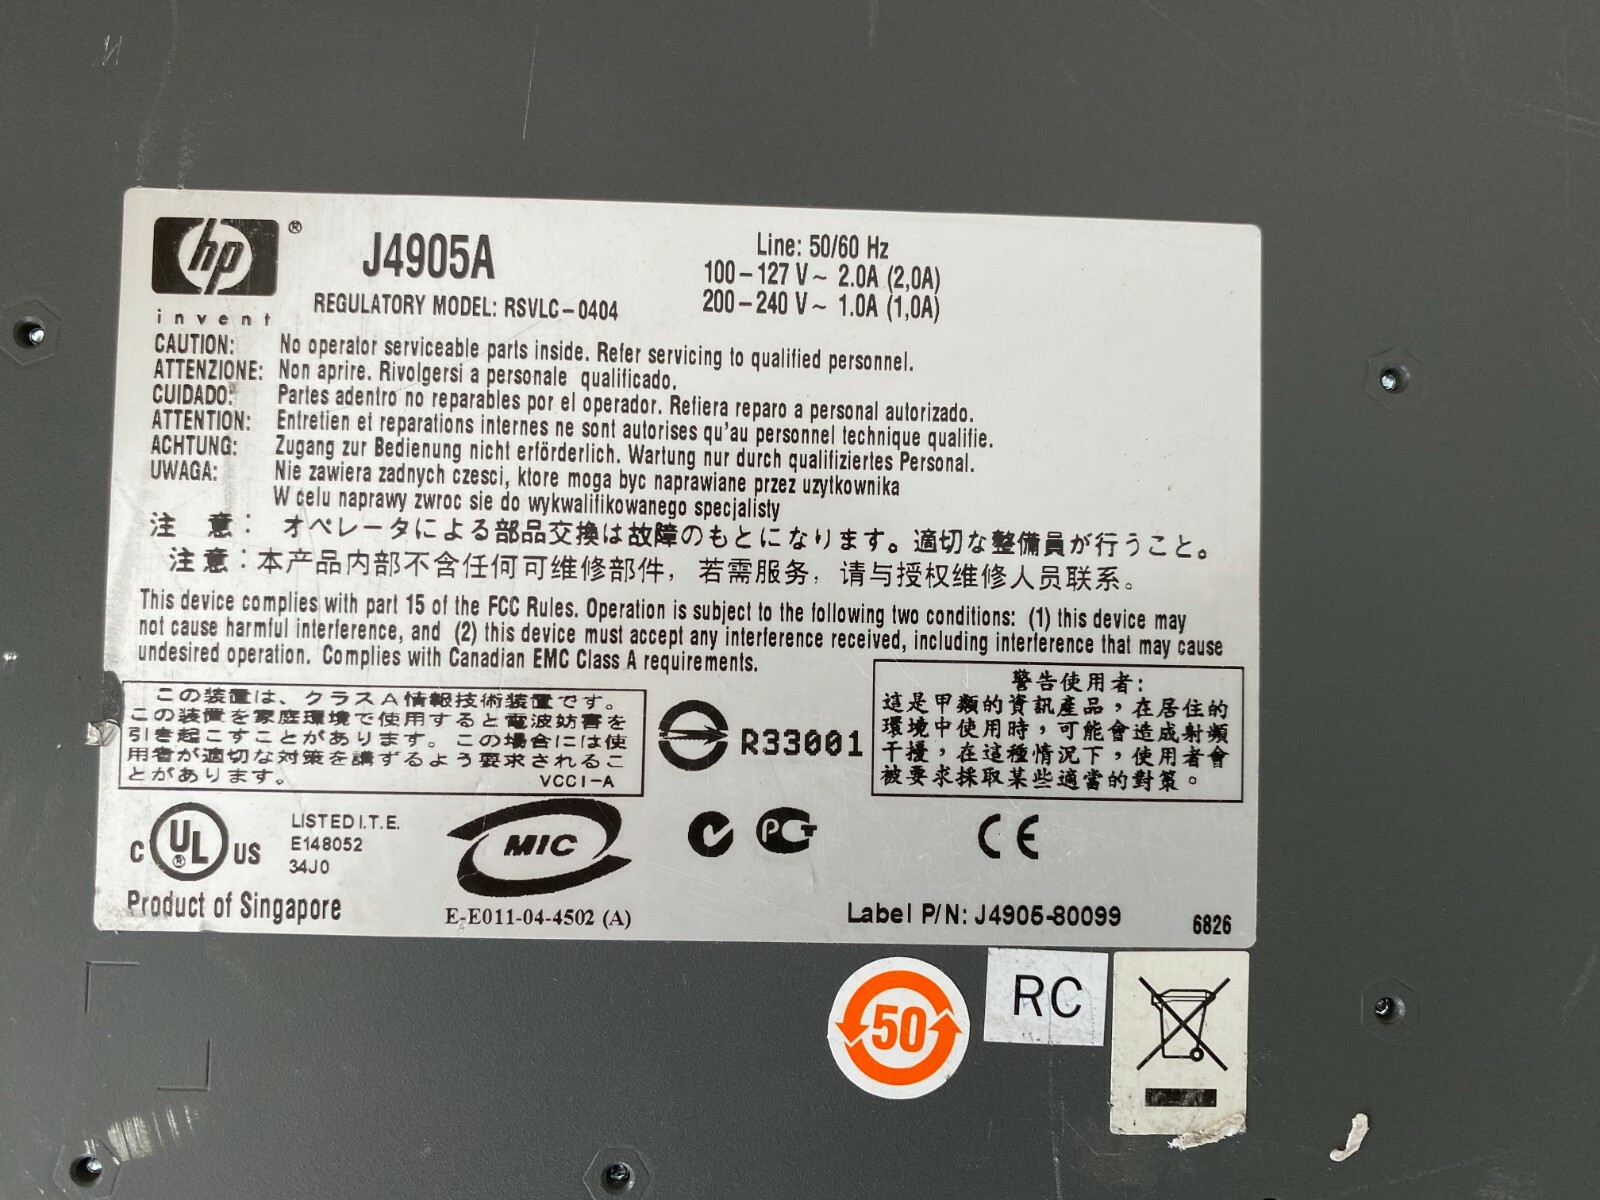 hp ®
invent
J4905A
REGULATORY MODEL: RSVLC-0404
Line: 50/60 Hz
100-127 V~ 2.0A (2,0A)
200-240 V~ 1.0A (1,0A)
CAUTION: No operator serviceable parts inside. Refer servicing to qualified personnel.
ATTENZIONE: Non aprire. Rivolgersi a personale qualificado.
CUIDADO: Partes adentro no reparables por el operador. Refiera reparo a personal autorizado.
ATTENTION: Entretien et reparations internes ne sont autorises qu'au personnel technique qualifie.
ACHTUNG: Zugang zur Bedienung nicht erförderlich. Wartung nur durch qualifiziertes Personal.
UWAGA: Nie zawiera zadnych czesci, ktore moga byc naprawiane przez uzytkownika
W celu naprawy zwroc sie do wykwalifikowanego specjalisty
注 意: オペレータによる部品交換は故障のもとになります。適切な整備員が行うこと。
注意:本产品内部不含任何可维修部件，若需服务，请与授权维修人员联系。
This device complies with part 15 of the FCC Rules. Operation is subject to the following two conditions: (1) this device may
not cause harmful interference, and (2) this device must accept any interference received, including interference that may cause
undesired operation. Complies with Canadian EMC Class A requirements.
この装置は、クラスA情報技術装置です。
この装置を家庭環境で使用すると電波妨害を
引き起こすことがあります。この場合には使
用者が適切な対策を講ずるよう要求されるこ
とがあります。 VCCI-A
R33001
警告使用者:
這是甲類的資訊產品，在居住的
環境中使用時，可能會造成射頻
干擾，在這種情況下，使用者會
被要求採取某些適當的對策。
C UL ® US
LISTED I.T.E.
E148052
34J0
MIC
E-E011-04-4502 (A)
PCT
CE
Product of Singapore
Label P/N: J4905-80099
6826
50
RC